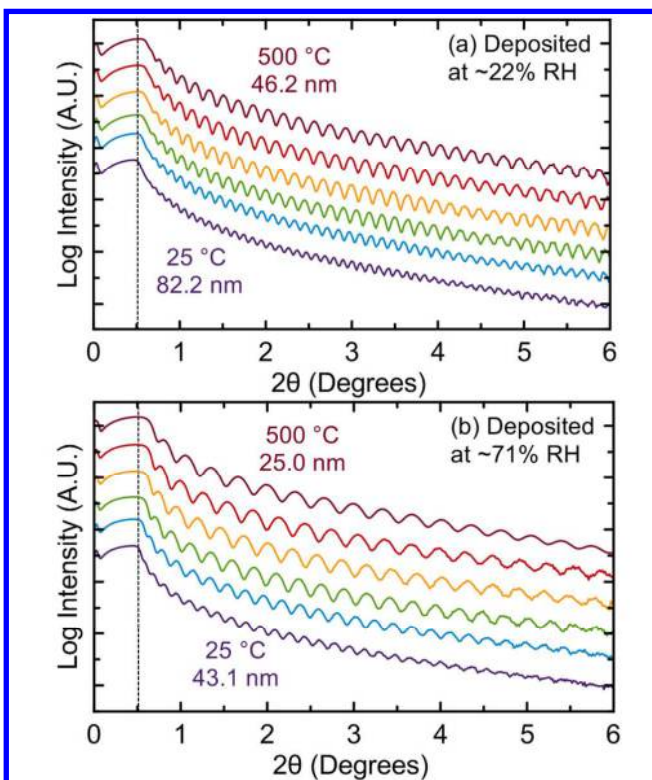 (a) Deposited
at ~22% RH
500 °C
46.2 nm
25 °C
82.2 nm
Log Intensity (A.U.)
0 1 2 3 4 5 6
2θ (Degrees)
(b) Deposited
at ~71% RH
500 °C
25.0 nm
25 °C
43.1 nm
Log Intensity (A.U.)
0 1 2 3 4 5 6
2θ (Degrees)